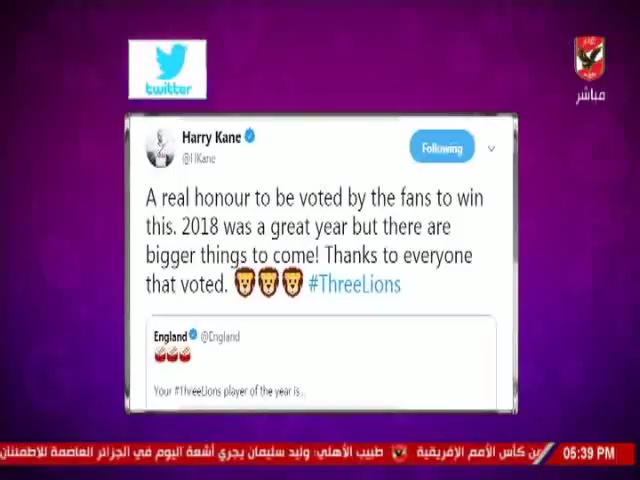 twitter
مباشر
Harry Kane
@HKane
Following
A real honour to be voted by the fans to win
this. 2018 was a great year but there are
bigger things to come! Thanks to everyone
that voted. 🦁🦁🦁 #ThreeLions
England @England
🥁🥁🥁
Your #ThreeLions player of the year is...
من كأس الأمم الإفريقية طبيب الأهلي: وليد سليمان يجري أشعة اليوم في الجزائر العاصمة للاطمئنان
05:39 PM